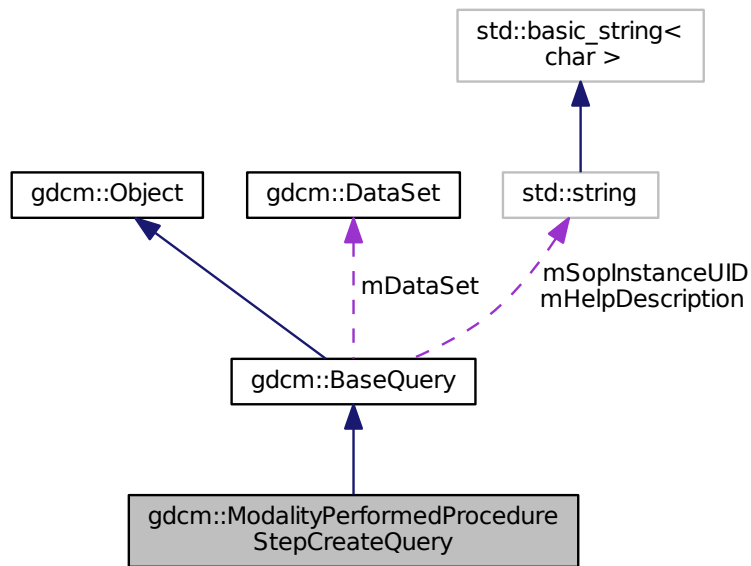 std::basic_string<
char >
gdcm::Object
gdcm::DataSet
std::string
mDataSet
mSopInstanceUID
mHelpDescription
gdcm::BaseQuery
gdcm::ModalityPerformedProcedure
StepCreateQuery